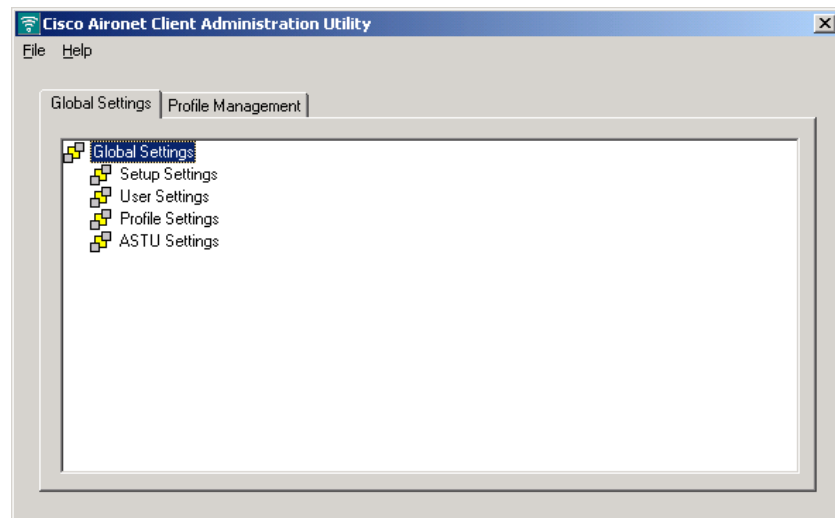 Cisco Aironet Client Administration Utility
File Help
Global Settings Profile Management
Global Settings
Setup Settings
User Settings
Profile Settings
ASTU Settings